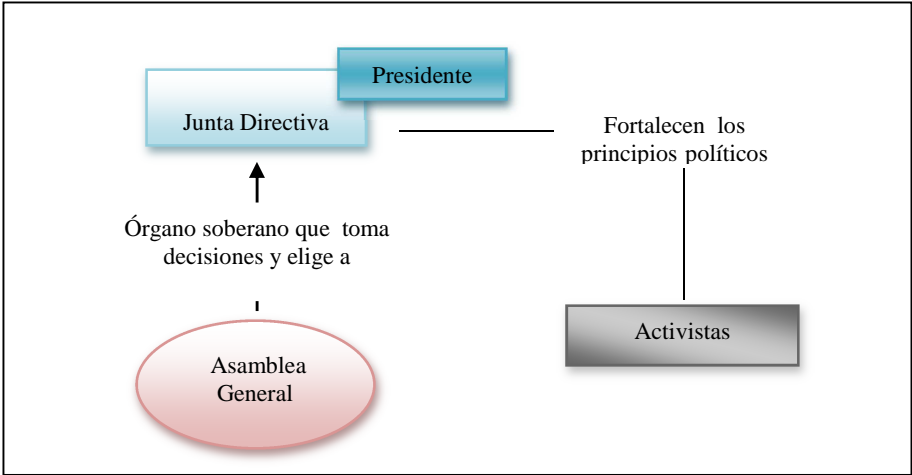 Presidente
Junta Directiva
Fortalecen los
principios políticos
Órgano soberano que toma
decisiones y elige a
Activistas
Asamblea
General